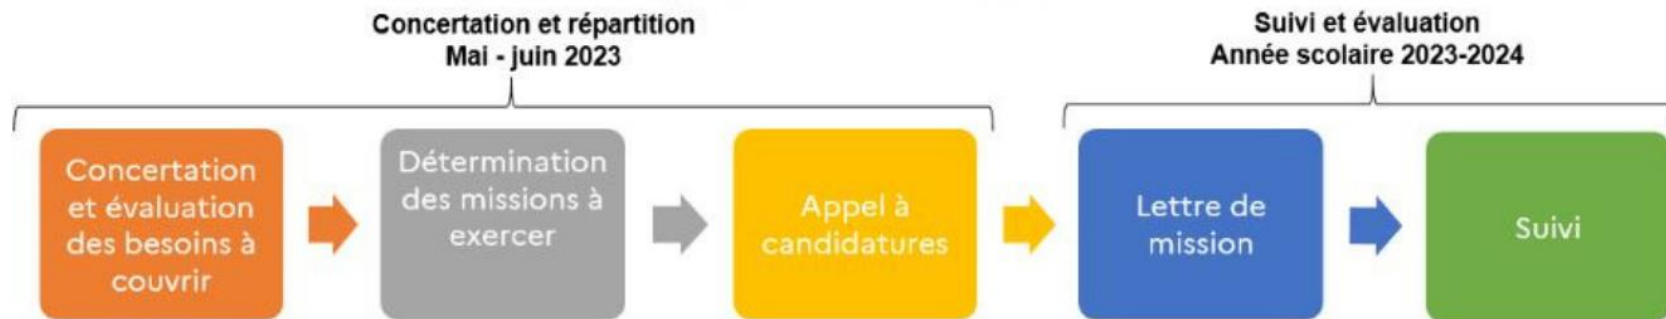 Concertation et répartition
Mai - juin 2023
Suivi et évaluation
Année scolaire 2023-2024
Concertation
et évaluation
des besoins à
couvrir
Détermination
des missions à
exercer
Appel à
candidatures
Lettre de
mission
Suivi